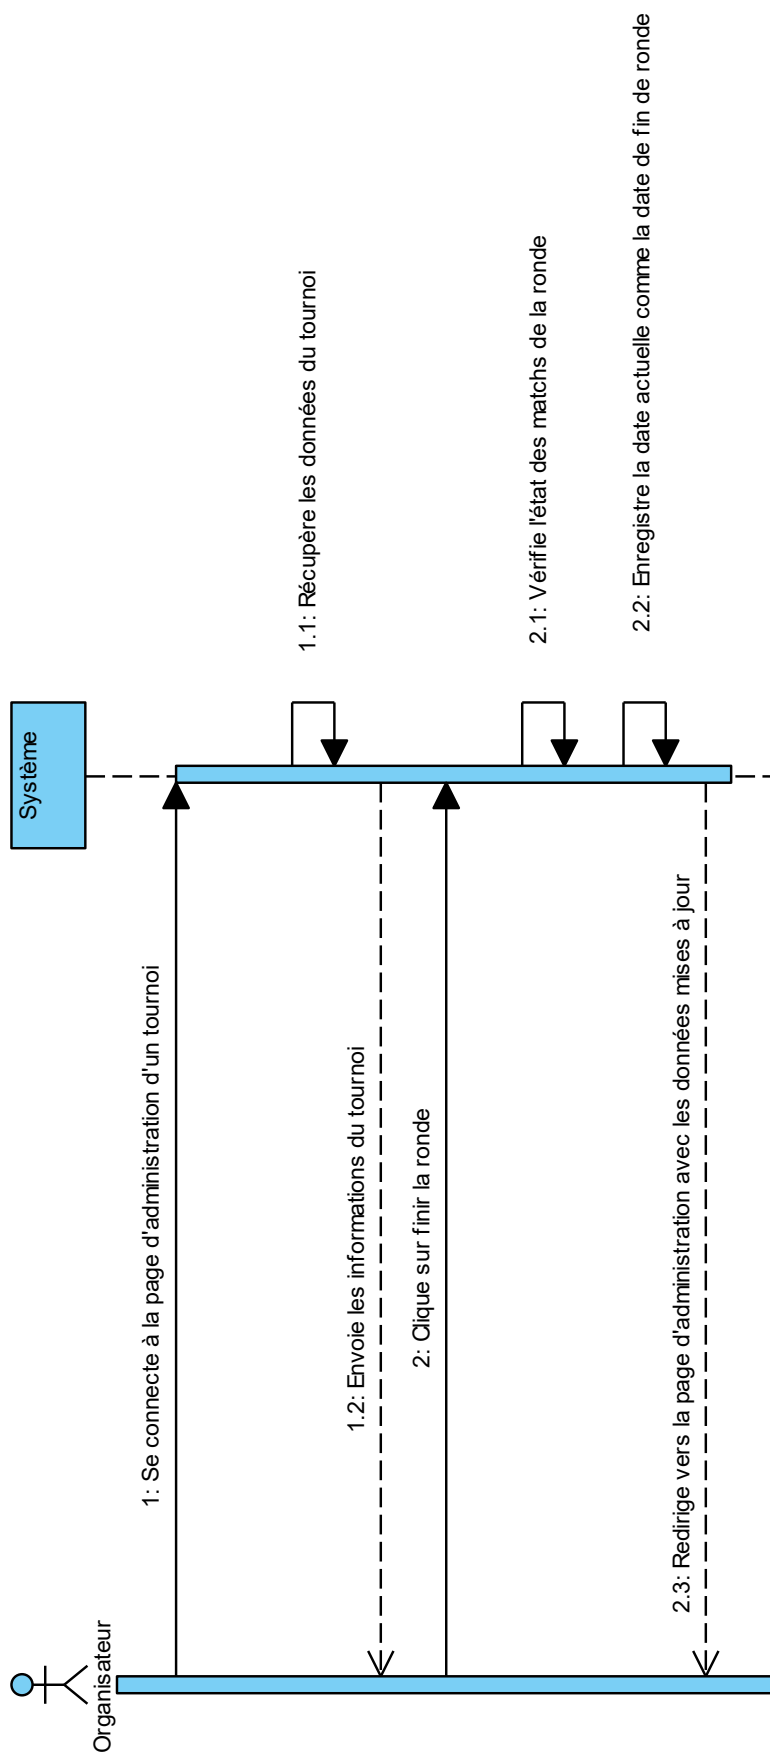 Organisateur
Système
1: Se connecte à la page d'administration d'un tournoi
1.1: Récupère les données du tournoi
1.2: Envoie les informations du tournoi
2: Clique sur finir la ronde
2.1: Vérifie l'état des matchs de la ronde
2.2: Enregistre la date actuelle comme la date de fin de ronde
2.3: Redirige vers la page d'administration avec les données mises à jour